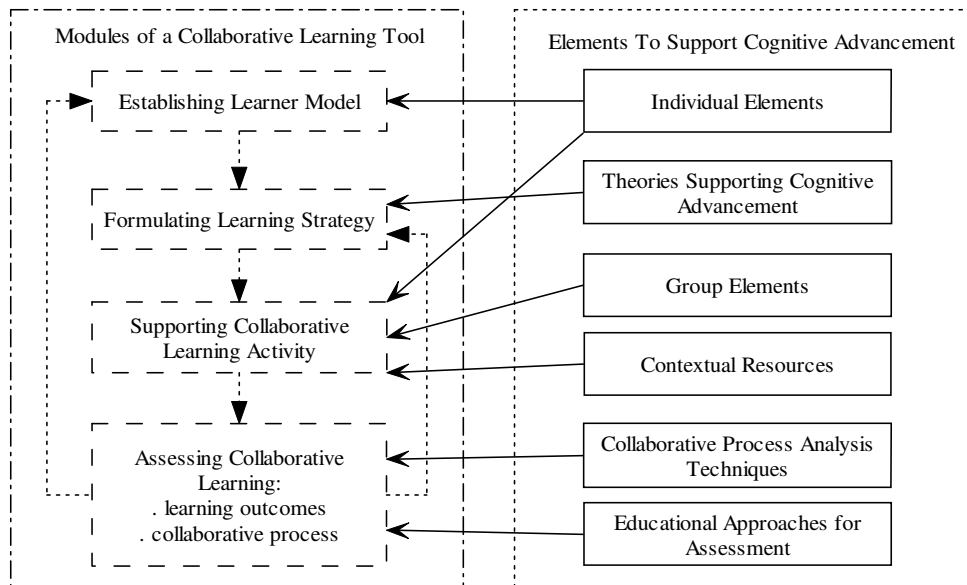 Modules of a Collaborative Learning Tool
Establishing Learner Model
Formulating Learning Strategy
Supporting Collaborative
Learning Activity
Assessing Collaborative
Learning:
. learning outcomes
. collaborative process
Elements To Support Cognitive Advancement
Individual Elements
Theories Supporting Cognitive
Advancement
Group Elements
Contextual Resources
Collaborative Process Analysis
Techniques
Educational Approaches for
Assessment